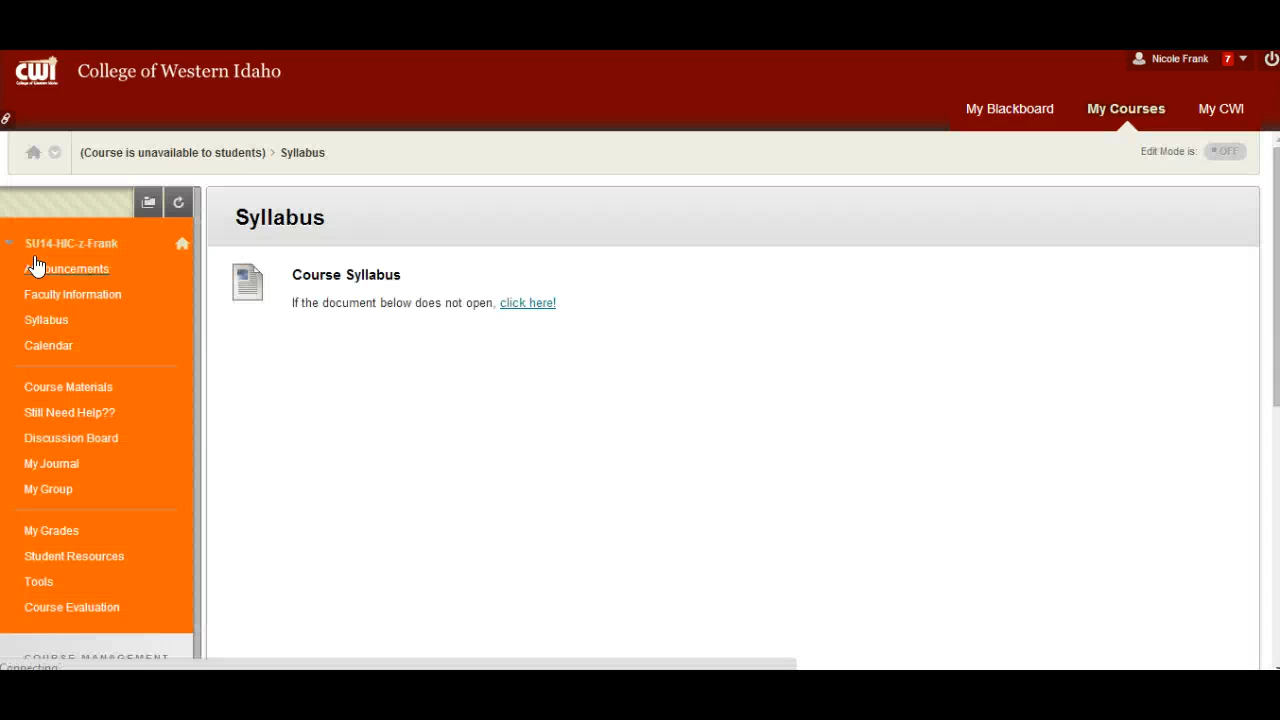 Nicole Frank 7
CWI College of Western Idaho
My Blackboard My Courses My CWI
(Course is unavailable to students) > Syllabus
Edit Mode is: OFF
Syllabus
SU14-HIC-z-Frank
Announcements
Faculty Information
Syllabus
Calendar
Course Materials
Still Need Help??
Discussion Board
My Journal
My Group
My Grades
Student Resources
Tools
Course Evaluation
COURSE MANAGEMENT
Connecting...
Course Syllabus
If the document below does not open, click here!